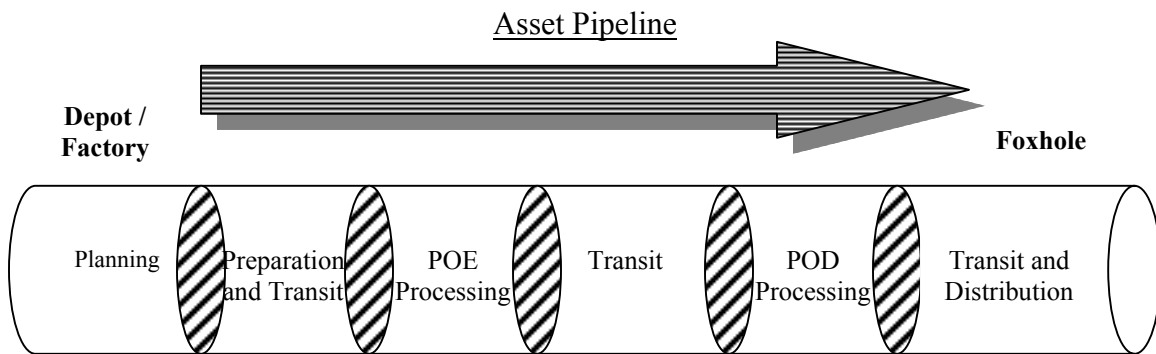 Asset Pipeline
Depot /
Factory
Foxhole
Planning
Preparation
and Transit
POE
Processing
Transit
POD
Processing
Transit and
Distribution